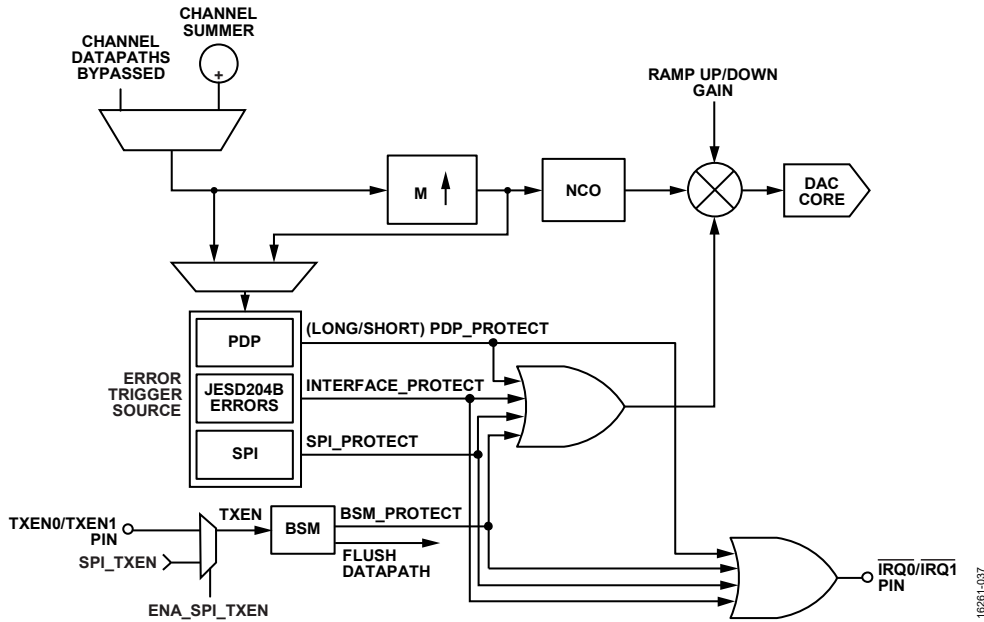 CHANNEL
SUMMER
CHANNEL
DATAPATHS
BYPASSED
+
RAMP UP/DOWN
GAIN
M
NCO
DAC
CORE
(LONG/SHORT) PDP_PROTECT
PDP
ERROR
TRIGGER
SOURCE
JESD204B
ERRORS
INTERFACE_PROTECT
SPI
SPI_PROTECT
TXEN0/TXEN1
PIN
TXEN
BSM
BSM_PROTECT
SPI_TXEN
FLUSH
DATAPATH
ENA_SPI_TXEN
IRQ0/IRQ1
PIN
16261-037